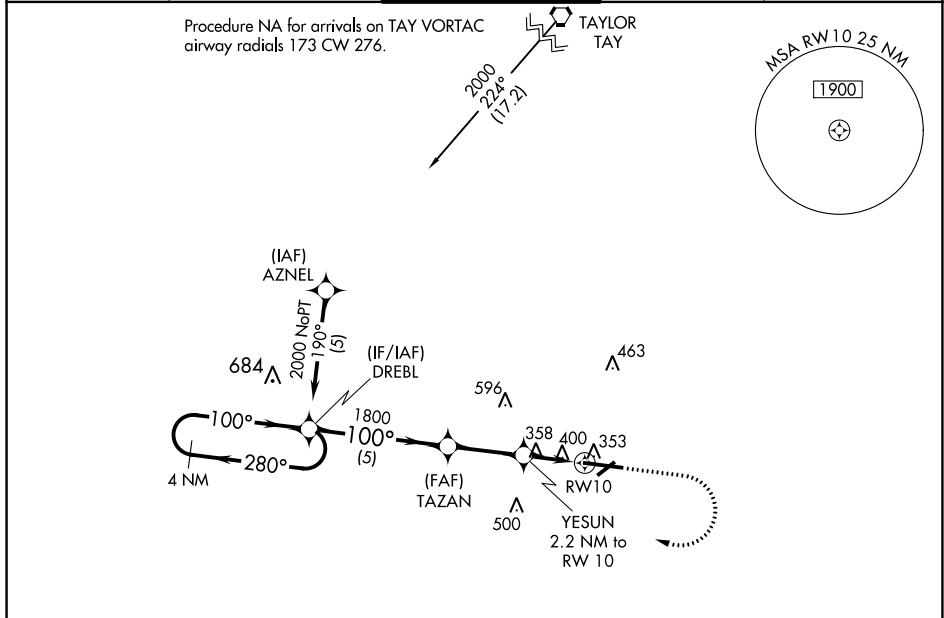 Procedure NA for arrivals on TAY VORTAC
airway radials 173 CW 276.
TAYLOR
TAY
2000
224°
(17.2)
MSA RW10 25 NM
1900
(IAF)
AZNEL
2000 NoPT
190°
(5)
684
(IF/IAF)
DREBL
463
596
100°
1800
100°
(5)
358
400
353
280°
4 NM
(FAF)
TAZAN
RW10
500
YESUN
2.2 NM to
RW 10